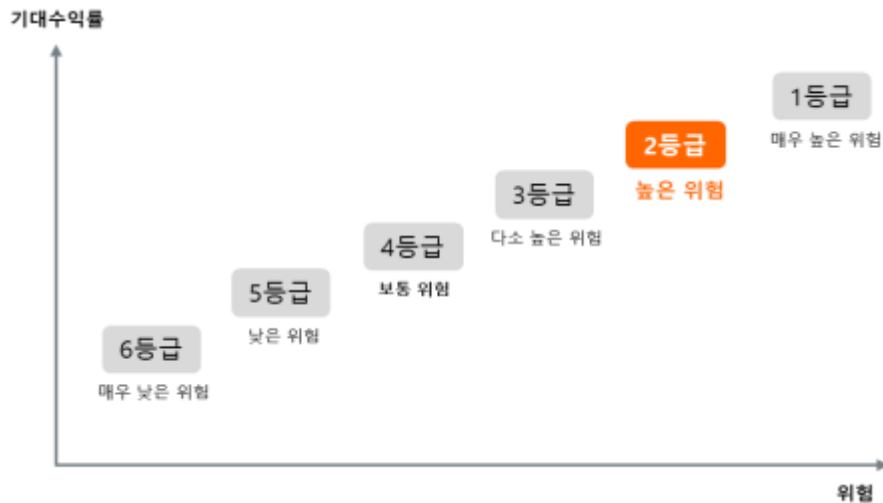 기대수익률
1등급
매우 높은 위험
2등급
높은 위험
3등급
다소 높은 위험
4등급
보통 위험
5등급
낮은 위험
6등급
매우 낮은 위험
위험